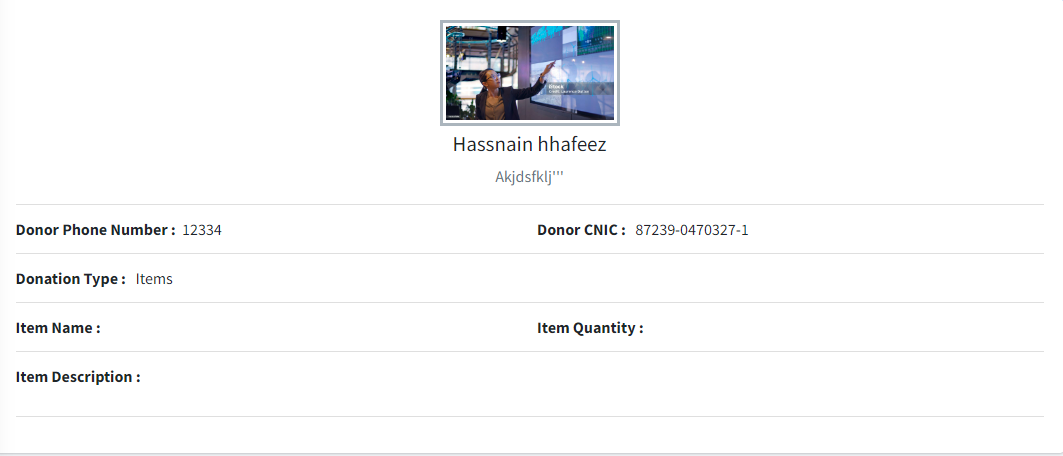 Hassnain hhafeez
Akjdsfklj'''
Donor Phone Number : 12334
Donor CNIC : 87239-0470327-1
Donation Type : Items
Item Name :
Item Quantity :
Item Description :